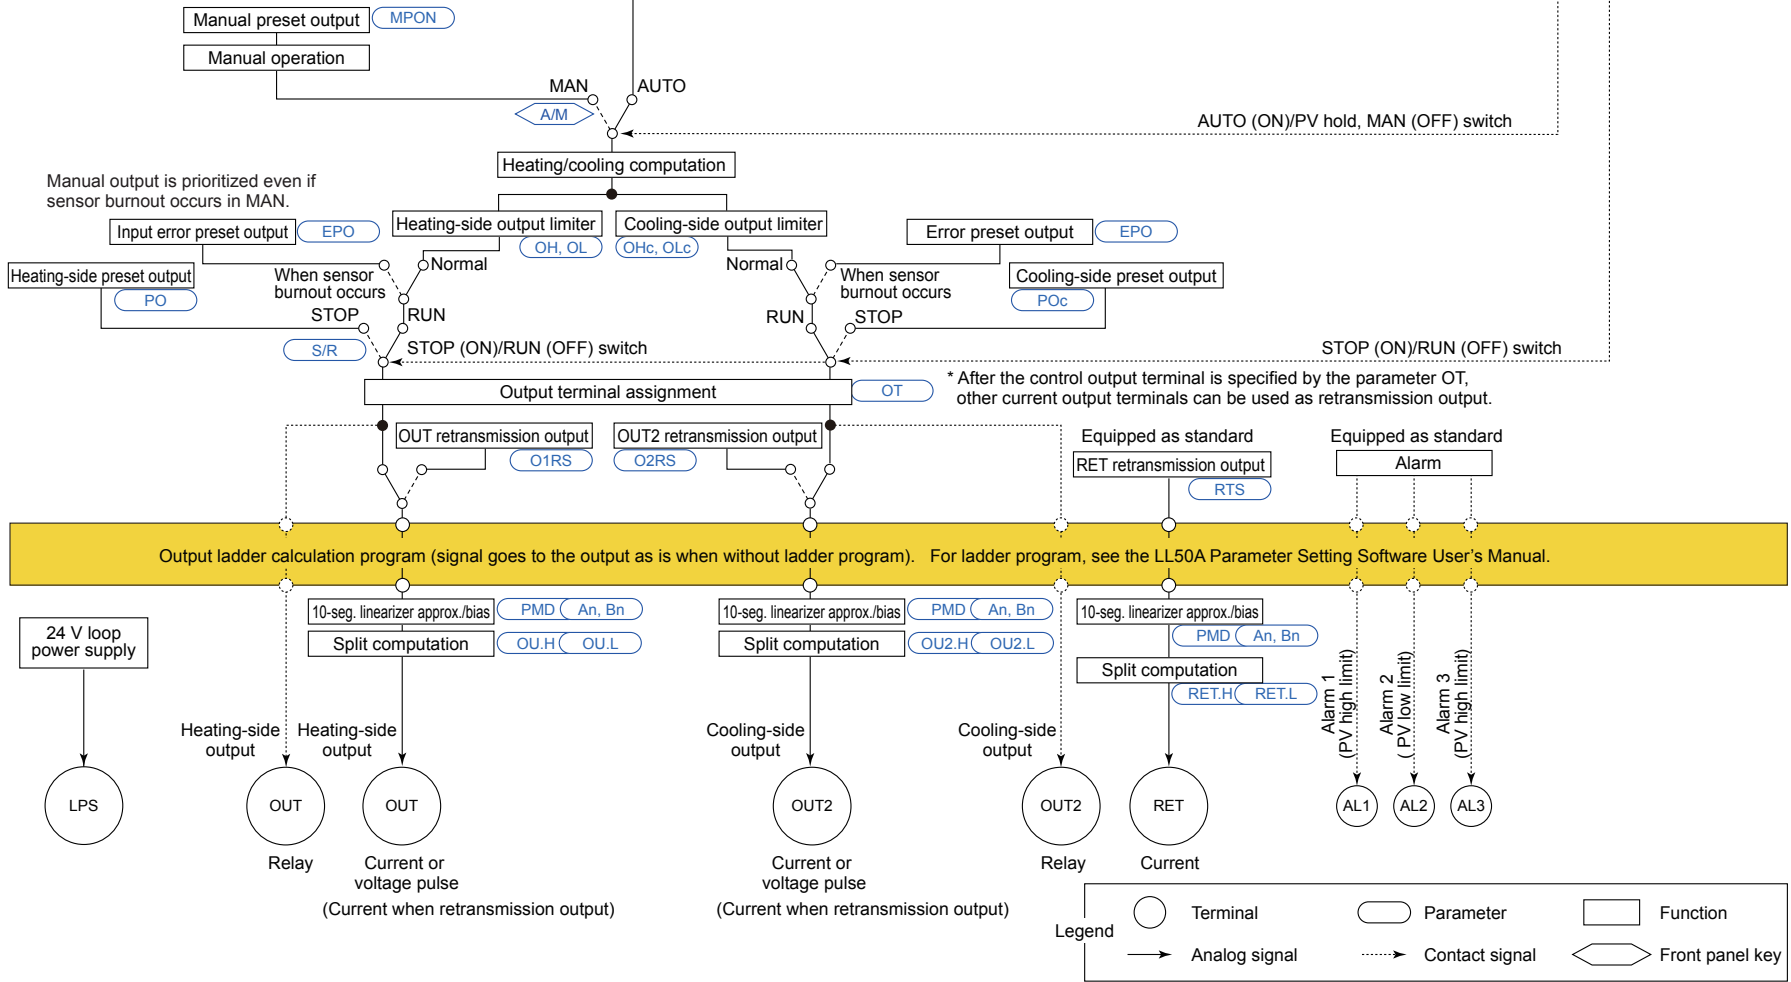 Manual preset output
MPON
Manual operation
MAN
AUTO
A/M
AUTO (ON)/PV hold, MAN (OFF) switch
Heating/cooling computation
Manual output is prioritized even if
sensor burnout occurs in MAN.
Input error preset output
EPO
Heating-side output limiter
OH, OL
Cooling-side output limiter
OHc, OLc
Error preset output
EPO
Heating-side preset output
PO
When sensor
burnout occurs
Normal
Normal
When sensor
burnout occurs
Cooling-side preset output
POc
STOP
RUN
RUN
STOP
S/R
STOP (ON)/RUN (OFF) switch
STOP (ON)/RUN (OFF) switch
Output terminal assignment
OT
* After the control output terminal is specified by the parameter OT,
other current output terminals can be used as retransmission output.
OUT retransmission output
O1RS
OUT2 retransmission output
O2RS
Equipped as standard
RET retransmission output
RTS
Equipped as standard
Alarm
Output ladder calculation program (signal goes to the output as is when without ladder program). For ladder program, see the LL50A Parameter Setting Software User's Manual.
24 V loop
power supply
10-seg. linearizer approx./bias
PMD
An, Bn
Split computation
OU.H
OU.L
10-seg. linearizer approx./bias
PMD
An, Bn
Split computation
OU2.H
OU2.L
10-seg. linearizer approx./bias
PMD
An, Bn
Split computation
RET.H
RET.L
Alarm 1
(PV high limit)
Alarm 2
( PV low limit)
Alarm 3
(PV high limit)
Heating-side
output
Heating-side
output
Cooling-side
output
Cooling-side
output
LPS
OUT
OUT
OUT2
OUT2
RET
AL1
AL2
AL3
Relay
Current or
voltage pulse
(Current when retransmission output)
Current or
voltage pulse
(Current when retransmission output)
Relay
Current
Legend
Terminal
Parameter
Function
Analog signal
Contact signal
Front panel key